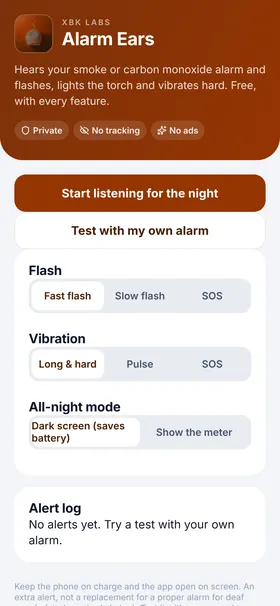 XBK LABS
Alarm Ears
Hears your smoke or carbon monoxide alarm and
flashes, lights the torch and vibrates hard. Free,
with every feature.
Private
No tracking
No ads
Start listening for the night
Test with my own alarm
Flash
Fast flash
Slow flash
SOS
Vibration
Long & hard
Pulse
SOS
All-night mode
Dark screen (saves
battery)
Show the meter
Alert log
No alerts yet. Try a test with your own
alarm.
Keep the phone on charge and the app open on screen. An
extra alert, not a replacement for a proper alarm for deaf